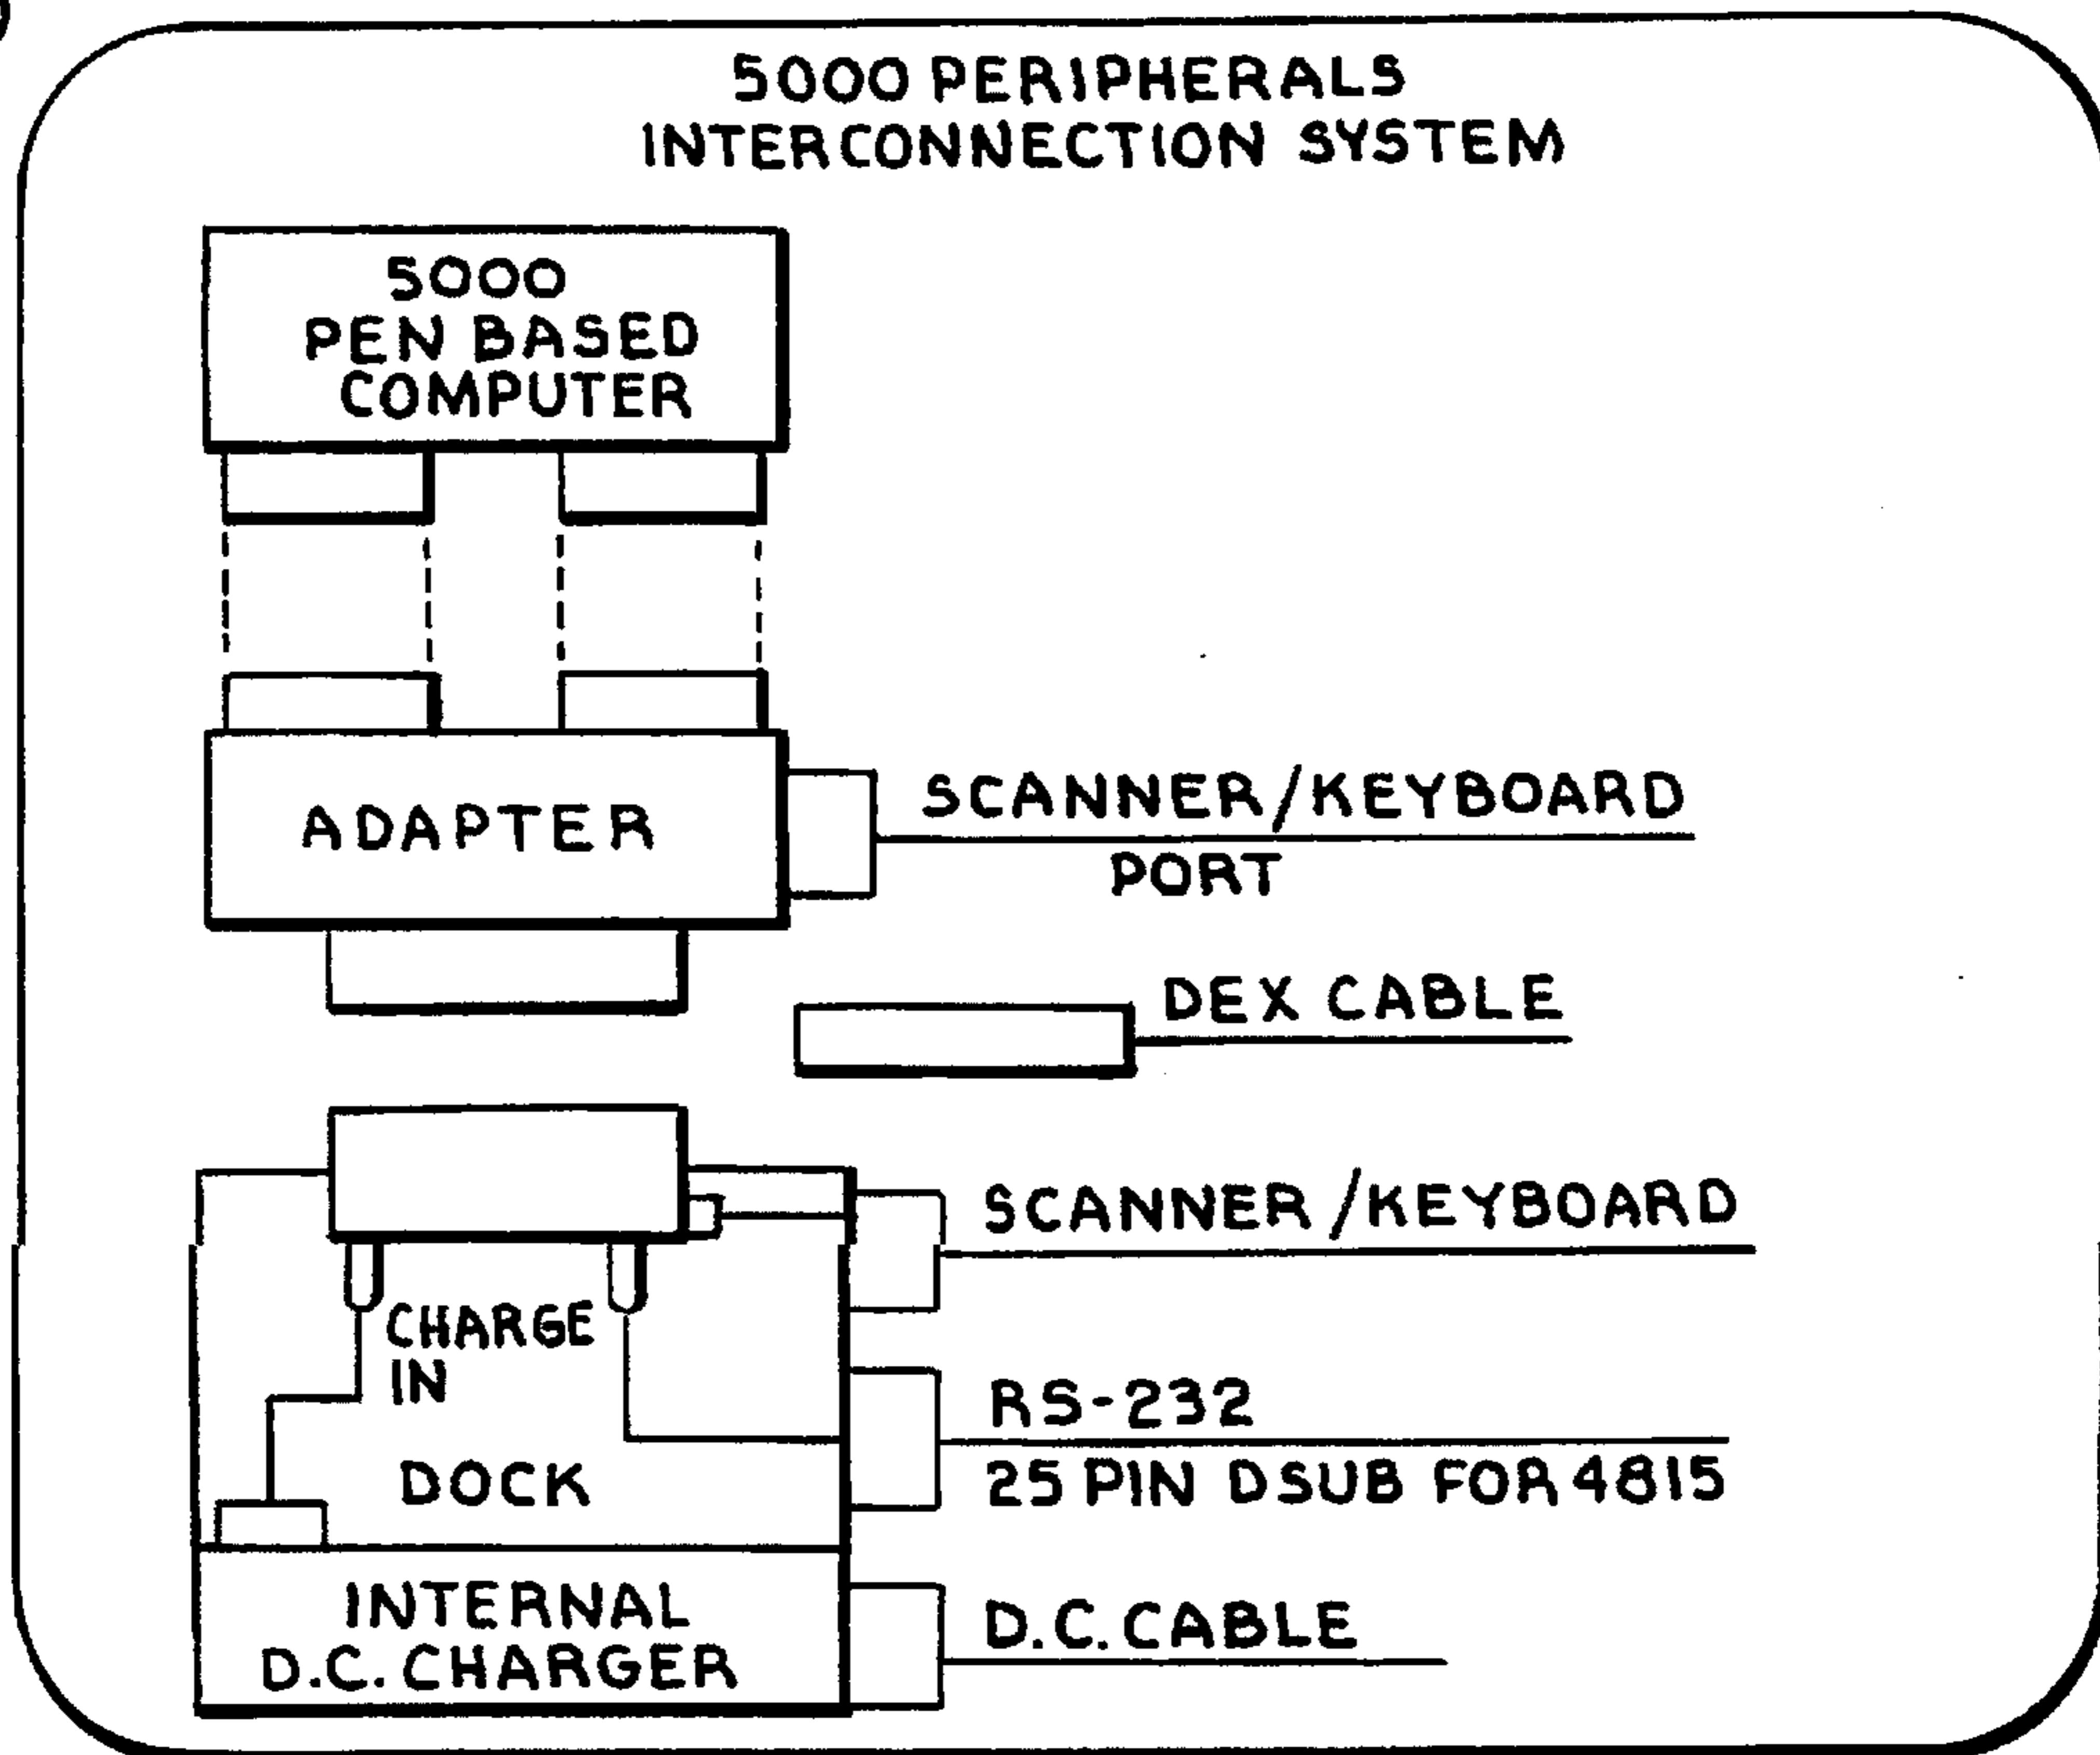 5000 PERIPHERALS
INTERCONNECTION SYSTEM
5000
PEN BASED
COMPUTER
ADAPTER
SCANNER/KEYBOARD
PORT
DEX CABLE
SCANNER/KEYBOARD
CHARGE
IN
RS-232
25 PIN DSUB FOR 4815
DOCK
INTERNAL
D.C. CHARGER
D.C. CABLE